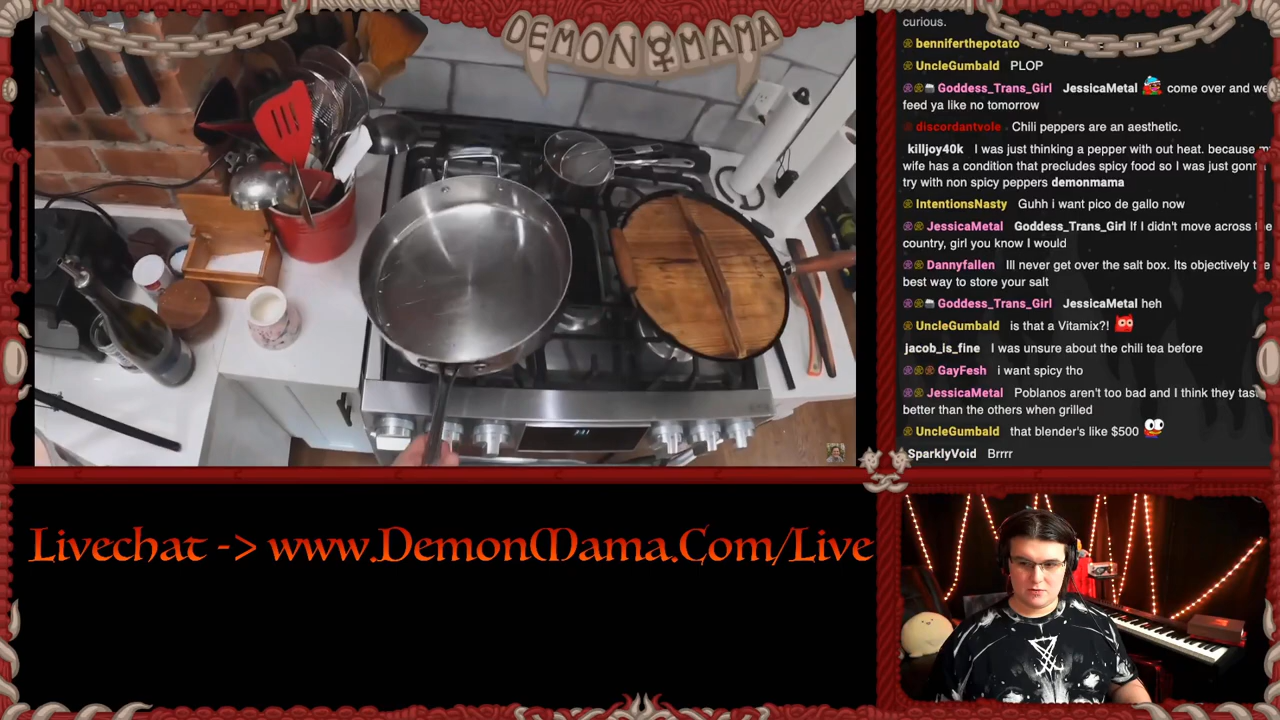 DEMON MAMA
curious.
benniferthepotato
UncleGumbald PLOP
Goddess_Trans_Girl JessicaMetal come over and we
feed ya like no tomorrow
discordantvole Chili peppers are an aesthetic.
killjoy40k I was just thinking a pepper with out heat. because my
wife has a condition that precludes spicy food so I was just gonna
try with non spicy peppers demonmama
IntentionsNasty Guhh i want pico de gallo now
JessicaMetal Goddess_Trans_Girl If I didn't move across the
country, girl you know I would
Dannyfallen Ill never get over the salt box. Its objectively the
best way to store your salt
Goddess_Trans_Girl JessicaMetal heh
UncleGumbald is that a Vitamix?!
jacob_is_fine I was unsure about the chili tea before
GayFesh i want spicy tho
JessicaMetal Poblanos aren't too bad and I think they taste
better than the others when grilled
UncleGumbald that blender's like $500
SparklyVoid Brrrr
Livechat -> www.DemonMama.Com/Live